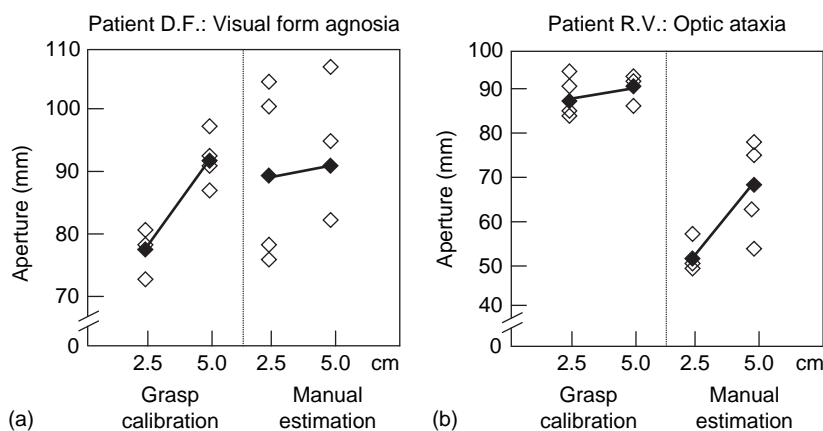 Patient D.F.: Visual form agnosia
110
100
90
80
70
0
Aperture (mm)
2.5 5.0 2.5 5.0 cm
Grasp calibration
Manual estimation
(a)
Patient R.V.: Optic ataxia
100
90
80
70
60
50
40
0
Aperture (mm)
2.5 5.0 2.5 5.0 cm
Grasp calibration
Manual estimation
(b)